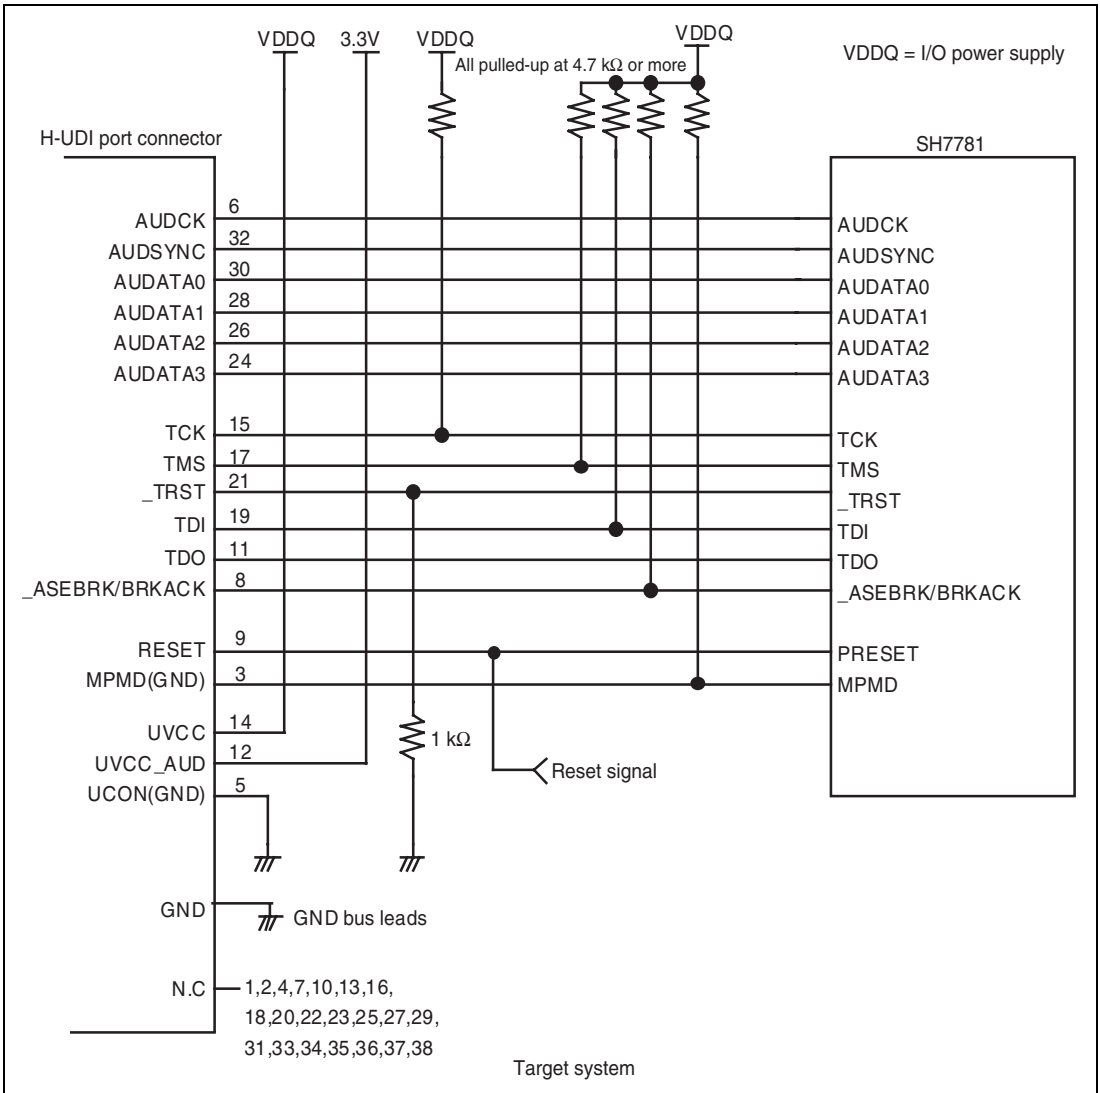 VDDQ 3.3V VDDQ VDDQ
VDDQ = I/O power supply
All pulled-up at 4.7 kΩ or more
H-UDI port connector
SH7781
AUDCK 6 AUDCK
AUDSYNC 32 AUDSYNC
AUDATA0 30 AUDATA0
AUDATA1 28 AUDATA1
AUDATA2 26 AUDATA2
AUDATA3 24 AUDATA3
TCK 15 TCK
TMS 17 TMS
_TRST 21 _TRST
TDI 19 TDI
TDO 11 TDO
_ASEBRK/BRKACK 8 _ASEBRK/BRKACK
RESET 9 PRESET
MPMD(GND) 3 MPMD
UVCC 14
1 kΩ
UVCC_AUD 12
Reset signal
UCON(GND) 5
GND GND bus leads
N.C 1,2,4,7,10,13,16,
18,20,22,23,25,27,29,
31,33,34,35,36,37,38
Target system